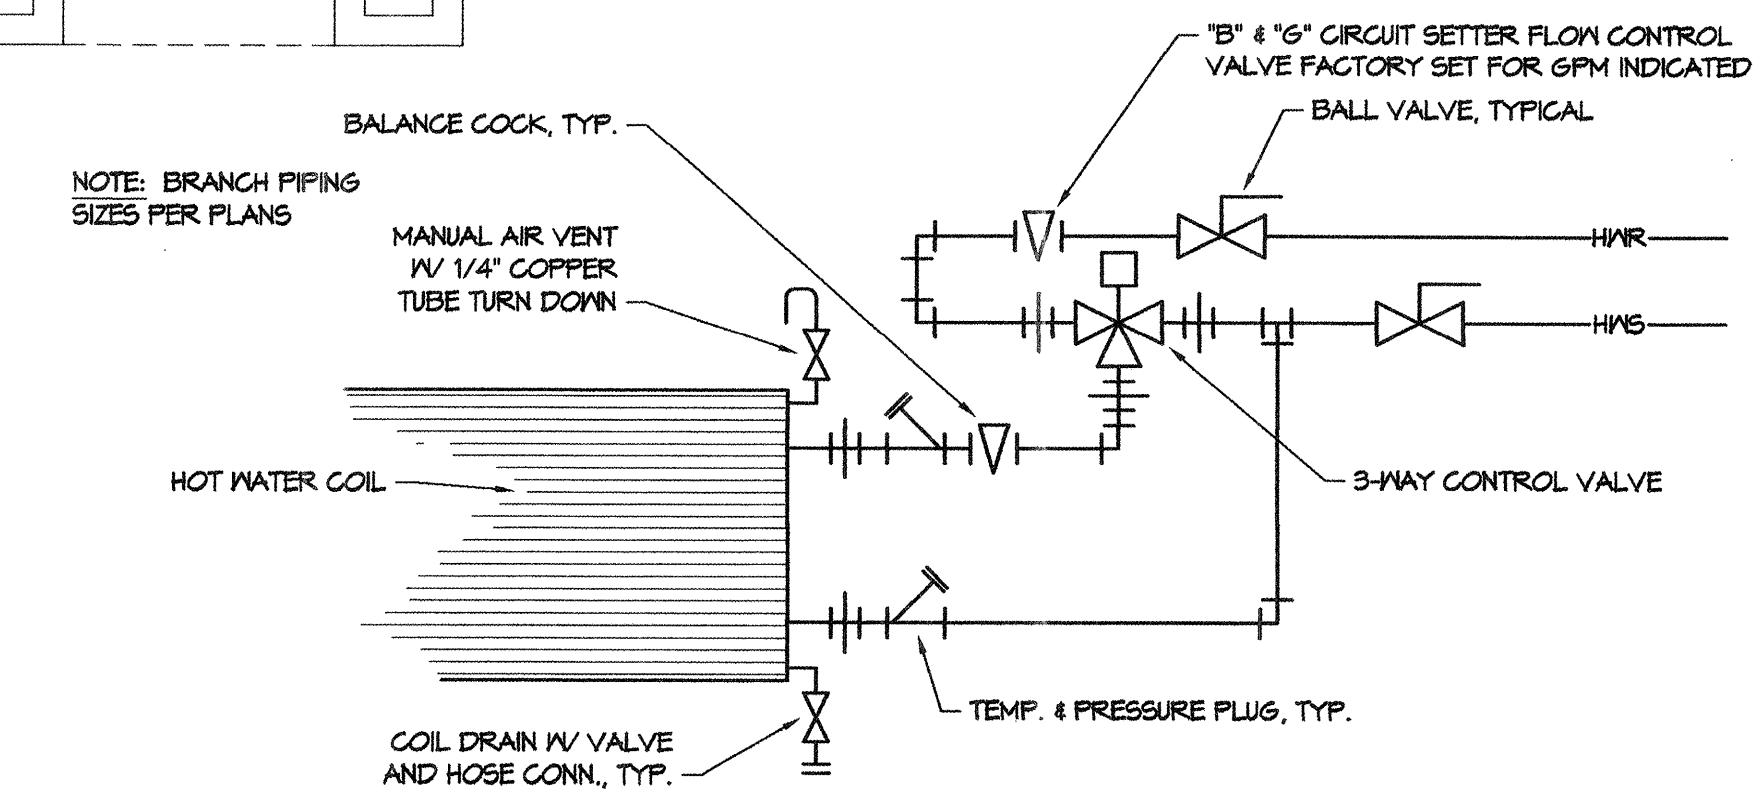 "B" & "G" CIRCUIT SETTER FLOW CONTROL
VALVE FACTORY SET FOR GPM INDICATED
BALL VALVE, TYPICAL
BALANCE COCK, TYP.
NOTE: BRANCH PIPING
SIZES PER PLANS
MANUAL AIR VENT
W/ 1/4" COPPER
TUBE TURN DOWN
HWR
HWS
HOT WATER COIL
3-WAY CONTROL VALVE
TEMP. & PRESSURE PLUG, TYP.
COIL DRAIN W/ VALVE
AND HOSE CONN., TYP.